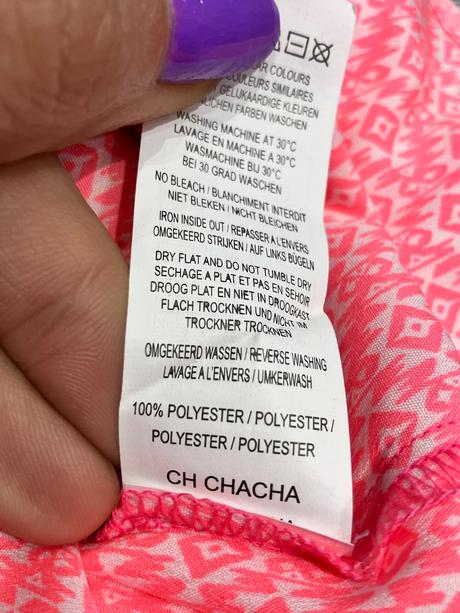 COLOURS
COULEURS SIMILAIRES
GELIJKAARDIGE KLEUREN
FARBEN WASCHEN
WASHING MACHINE AT 30°C
LAVAGE EN MACHINE A 30°C
WASMACHINE BIJ 30°C
BEI 30 GRAD WASCHEN
NO BLEACH / BLANCHIMENT INTERDIT
NIET BLEKEN / NICHT BLEICHEN
IRON INSIDE OUT / REPASSER A L'ENVERS
OMGEKEERD STRIJKEN / AUF LINKS BÜGELN
DRY FLAT AND DO NOT TUMBLE DRY
SECHAGE A PLAT ET PAS EN SEHOIR
DROOG PLAT EN NIET IN DROOGKAST
FLACH TROCKNEN UND NICHT IM
TROCKNER TROCKNEN
OMGEKEERD WASSEN / REVERSE WASHING
LAVAGE A L'ENVERS / UMKERWASH
100% POLYESTER / POLYESTER /
POLYESTER / POLYESTER
CH CHACHA